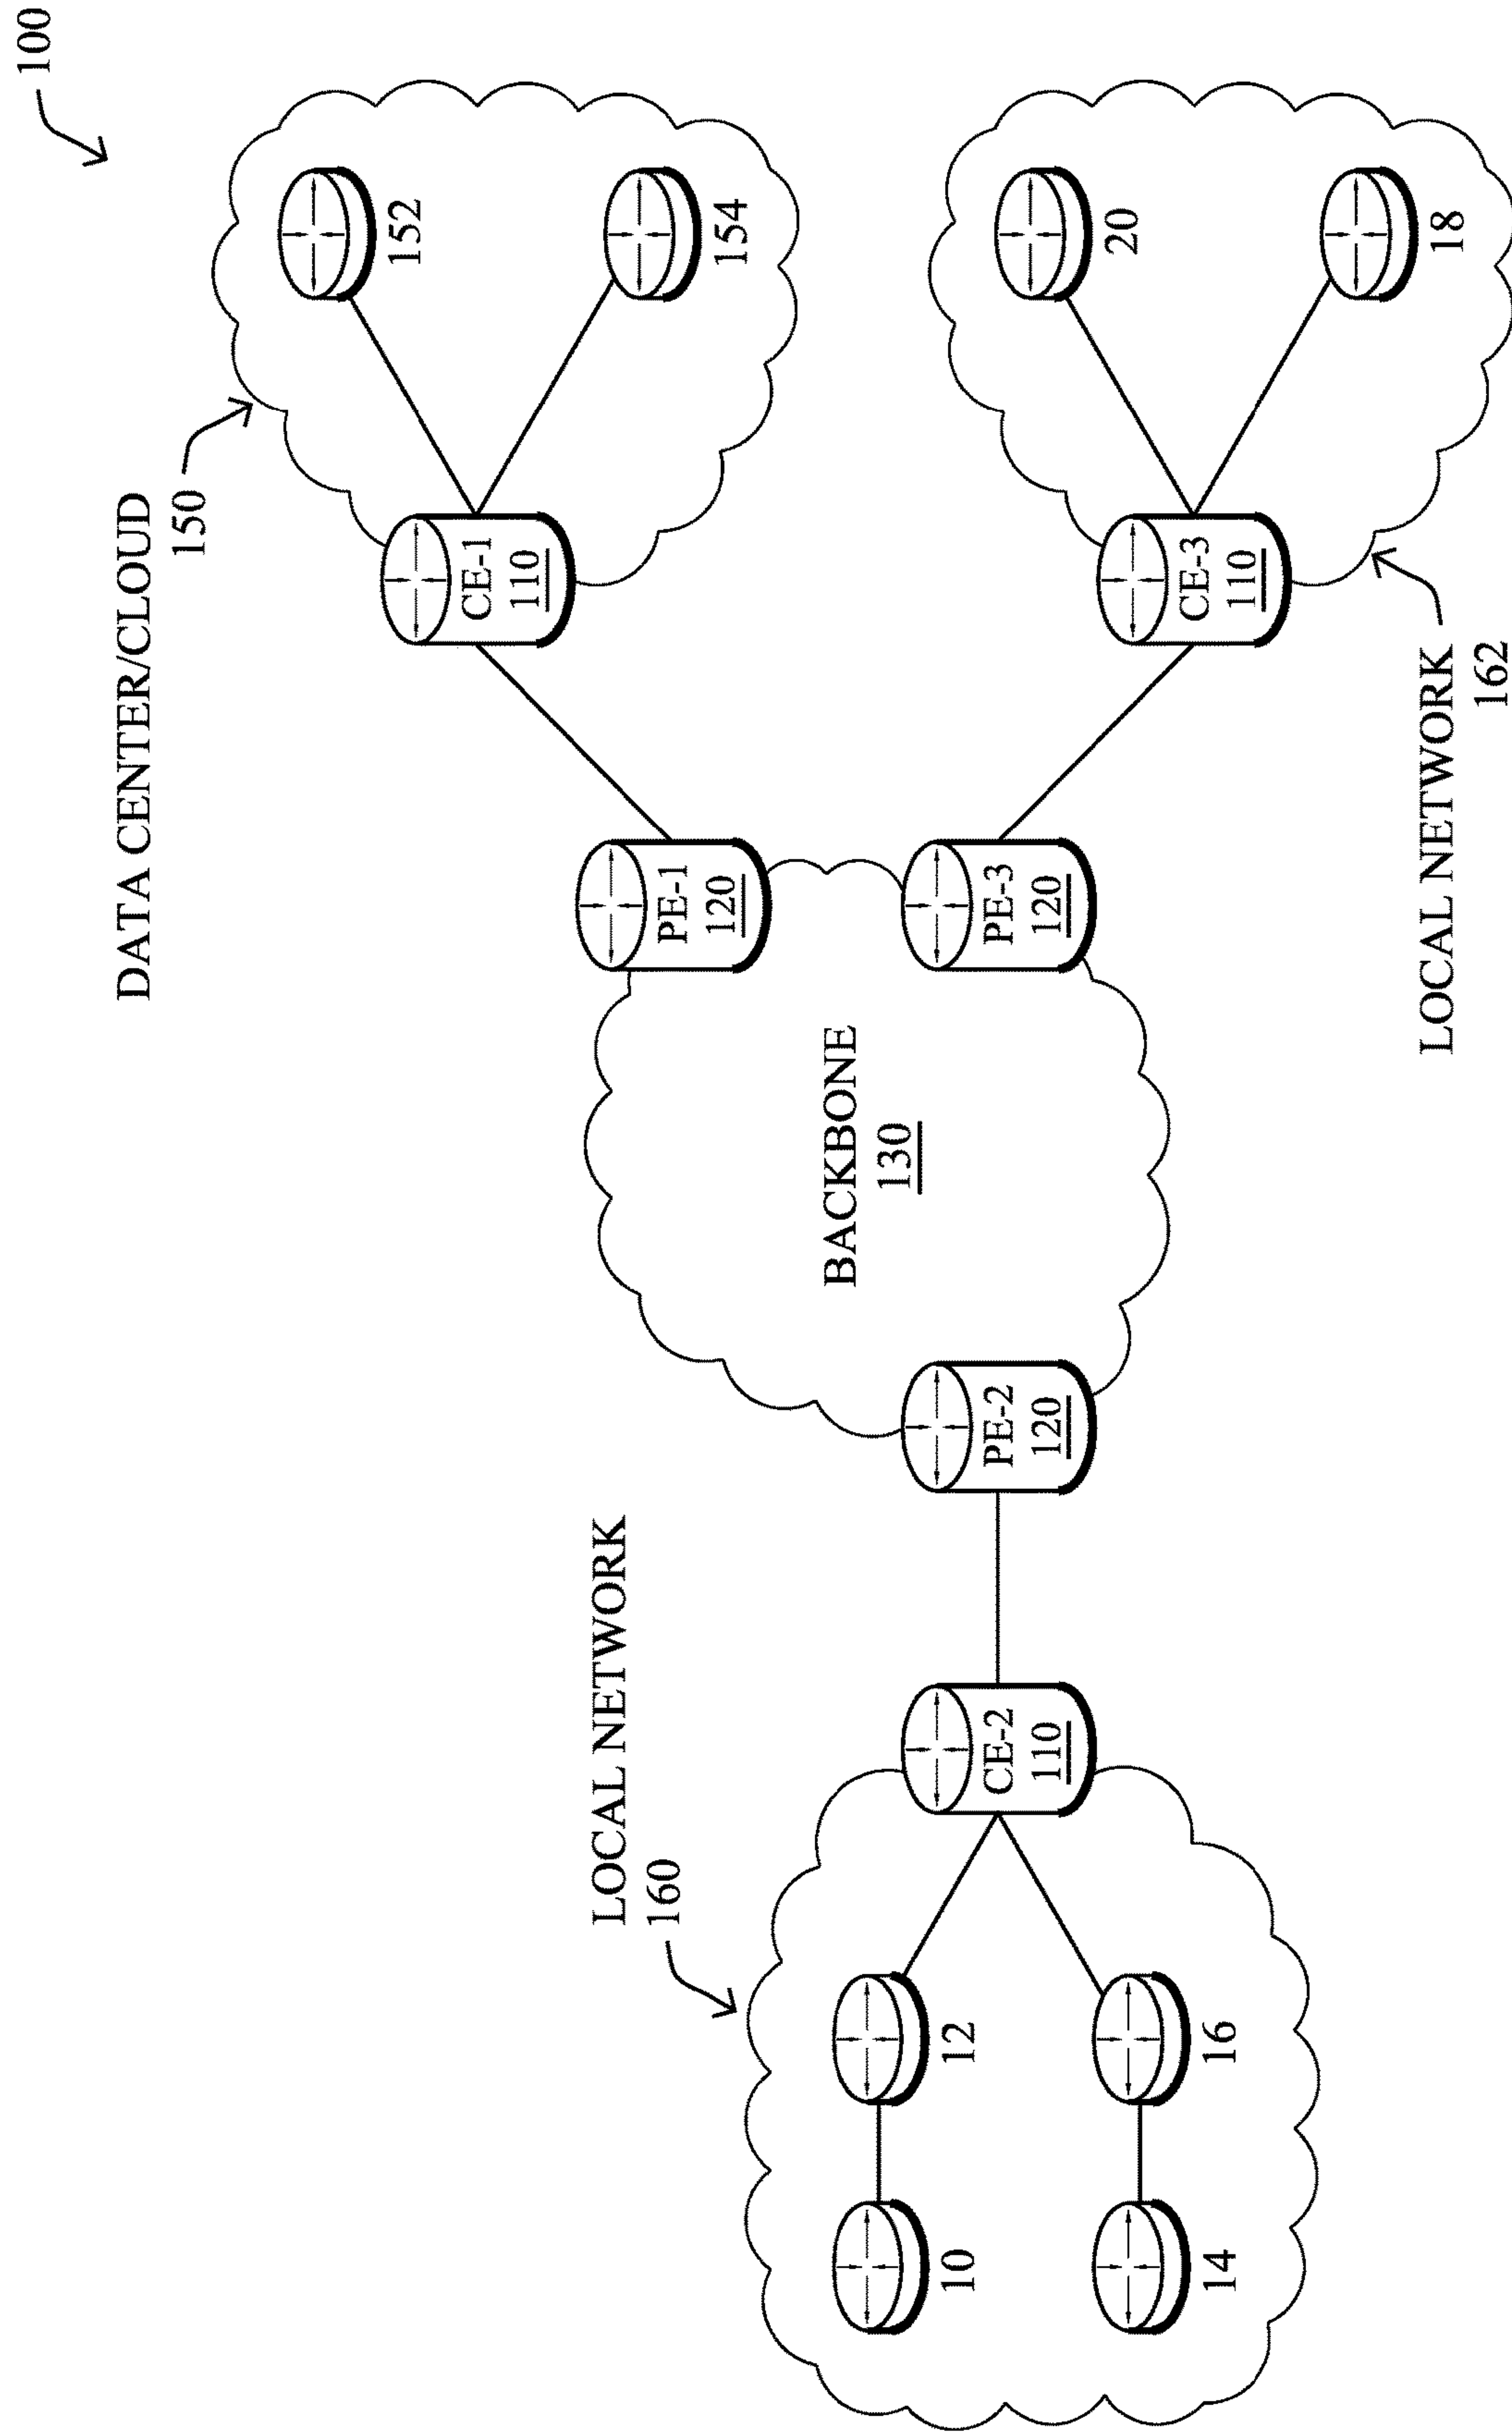 100
DATA CENTER/CLOUD
150
152
154
CE-1
110
PE-1
120
LOCAL NETWORK
160
BACKBONE
130
10
12
14
16
CE-2
110
PE-2
120
PE-3
120
CE-3
110
20
18
LOCAL NETWORK
162